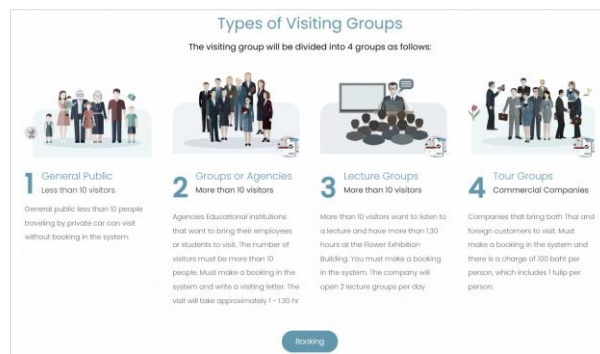 Types of Visiting Groups
The visiting group will be divided into 4 groups as follows:
1
General Public
Less than 10 visitors
General public less than 10 people
traveling by private car can visit
without booking in the system.
2
Groups or Agencies
More than 10 visitors
Agencies Educational institutions
that want to bring their employees
or students to visit. The number of
visitors must be more than 10
people. Must make a booking in the
system and write a visiting letter. The
visit will take approximately 1 - 1.30 hr
3
Lecture Groups
More than 10 visitors
More than 10 visitors want to listen to
a lecture and have more than 1.30
hours at the Flower Exhibition
Building. You must make a booking
in the system. The company will
open 2 lecture groups per day
4
Tour Groups
Commercial Companies
Companies that bring both Thai and
foreign customers to visit. Must
make a booking in the system and
there is a charge of 100 baht per
person, which includes 1 tulip per
person.
Booking